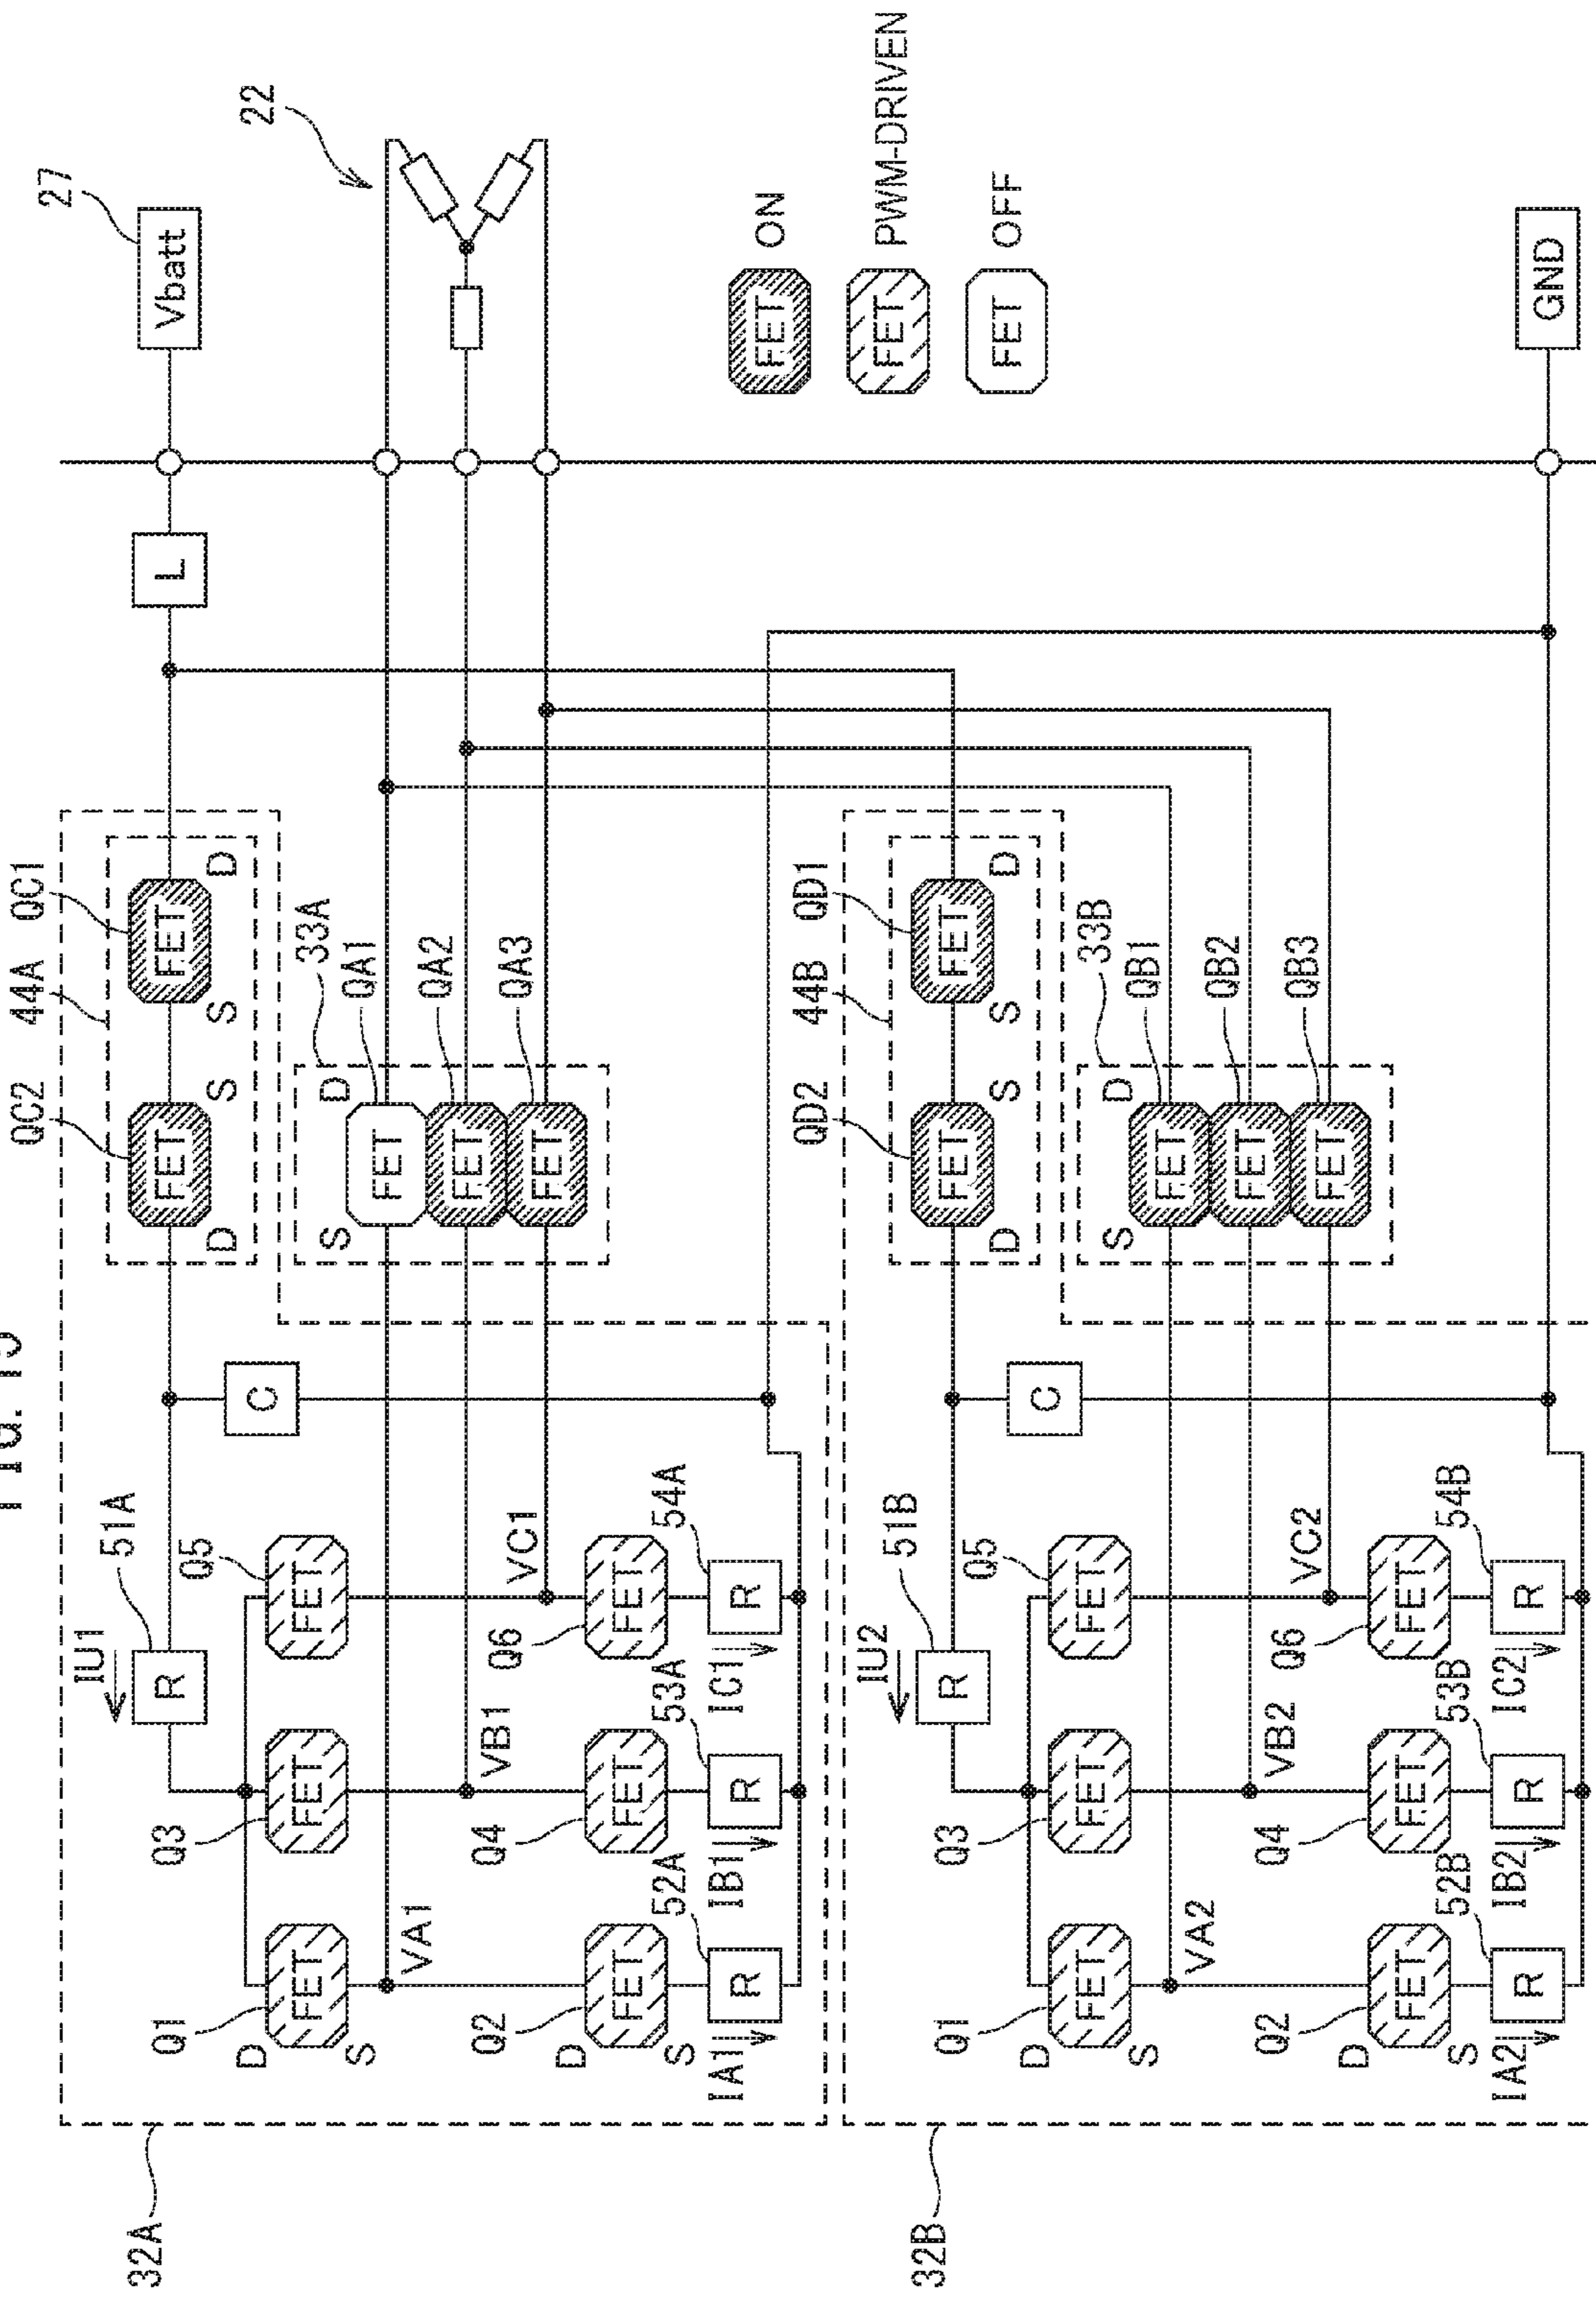 32A
32B
Q1
D
S
FET
VA1
Q2
D
S
FET
IA1
52A
R
Q3
FET
VB1
Q4
FET
IB1
53A
R
IU1
51A
R
Q5
FET
VC1
Q6
FET
IC1
54A
R
C
44A
QC2
QC1
FET
FET
D
S
S
D
33A
S
D
QA1
FET
QA2
FET
QA3
FET
L
27
Vbatt
22
FET ON
FET PWM-DRIVEN
FET OFF
GND
Q1
D
S
FET
VA2
Q2
D
S
FET
IA2
52B
R
Q3
FET
VB2
Q4
FET
IB2
53B
R
IU2
51B
R
Q5
FET
VC2
Q6
FET
IC2
54B
R
C
44B
QD2
QD1
FET
FET
D
S
S
D
33B
S
D
QB1
FET
QB2
FET
QB3
FET